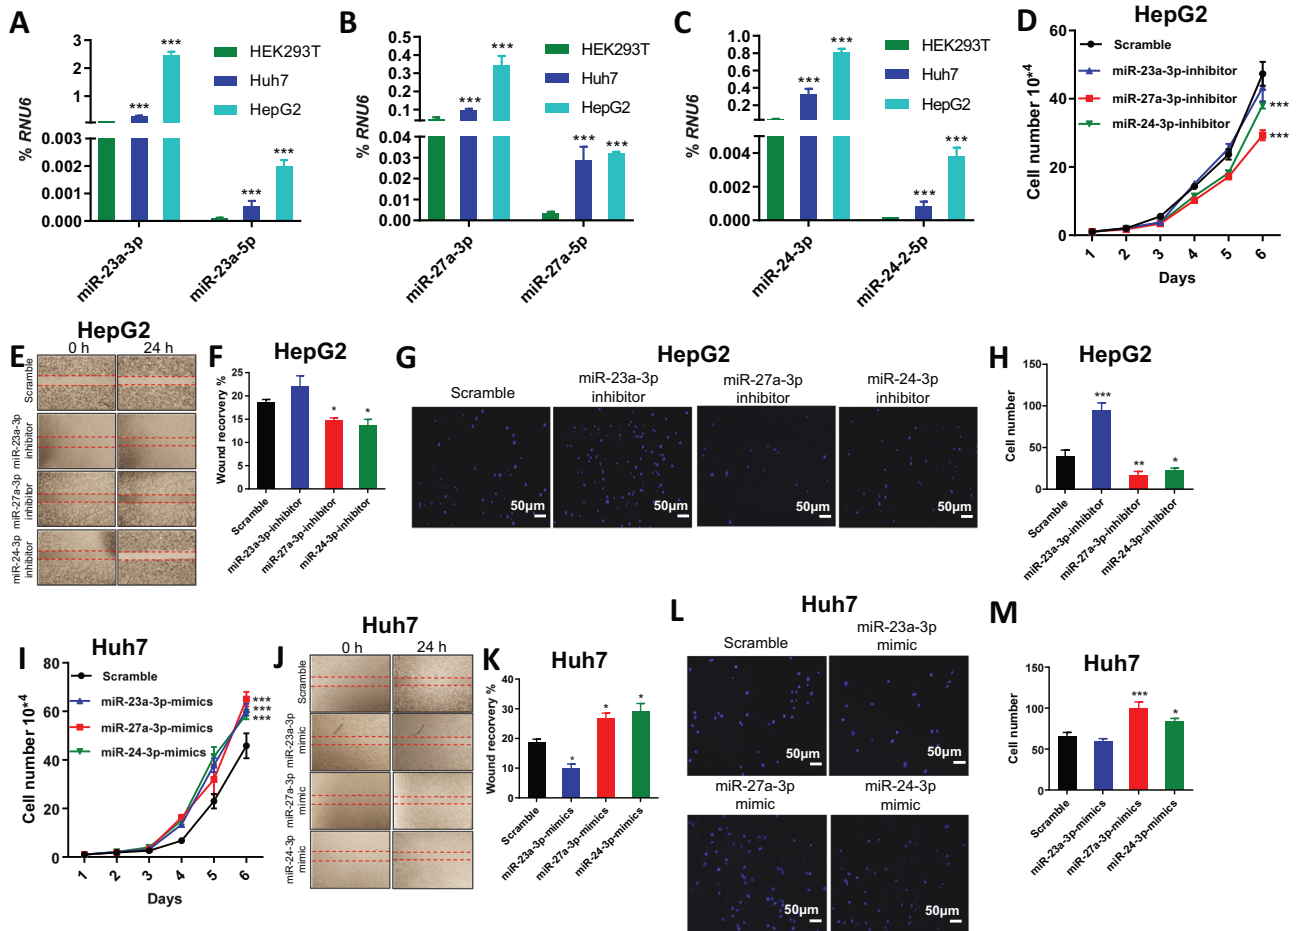 A
3
2
1
0.003
0.002
0.001
0.000
% RNU6
***
***
***
***
HEK293T
Huh7
HepG2
miR-23a-3p
miR-23a-5p
B
0.5
0.4
0.3
0.2
0.1
0.04
0.03
0.02
0.01
0.00
% RNU6
***
***
***
***
HEK293T
Huh7
HepG2
miR-27a-3p
miR-27a-5p
C
1.0
0.8
0.6
0.4
0.2
0.004
0.002
0.000
% RNU6
***
***
***
***
HEK293T
Huh7
HepG2
miR-24-3p
miR-24-2-5p
D
HepG2
Scramble
miR-23a-3p-inhibitor
miR-27a-3p-inhibitor
miR-24-3p-inhibitor
60
40
20
0
Cell number 10*4
***
***
1 2 3 4 5 6
Days
E
HepG2
0 h 24 h
Scramble
miR-23a-3p
inhibitor
miR-27a-3p
inhibitor
miR-24-3p
inhibitor
F
HepG2
25
20
15
10
5
0
Wound recorvery %
*
*
Scramble
miR-23a-3p-inhibitor
miR-27a-3p-inhibitor
miR-24-3p-inhibitor
G
HepG2
Scramble
miR-23a-3p
inhibitor
miR-27a-3p
inhibitor
miR-24-3p
inhibitor
50μm
50μm
50μm
50μm
H
HepG2
150
100
50
0
Cell number
***
**
*
Scramble
miR-23a-3p-inhibitor
miR-27a-3p-inhibitor
miR-24-3p-inhibitor
I
Huh7
80
60
40
20
0
Cell number 10*4
Scramble
miR-23a-3p-mimics
miR-27a-3p-mimics
miR-24-3p-mimics
***
***
***
1 2 3 4 5 6
Days
J
Huh7
0 h 24 h
Scramble
miR-23a-3p
mimic
miR-27a-3p
mimic
miR-24-3p
mimic
K
Huh7
40
30
20
10
0
Wound recorvery %
*
*
*
Scramble
miR-23a-3p-mimics
miR-27a-3p-mimics
miR-24-3p-mimics
L
Huh7
Scramble
miR-23a-3p
mimic
50μm
50μm
miR-27a-3p
mimic
miR-24-3p
mimic
50μm
50μm
M
Huh7
150
100
50
0
Cell number
***
*
Scramble
miR-23a-3p-mimics
miR-27a-3p-mimics
miR-24-3p-mimics